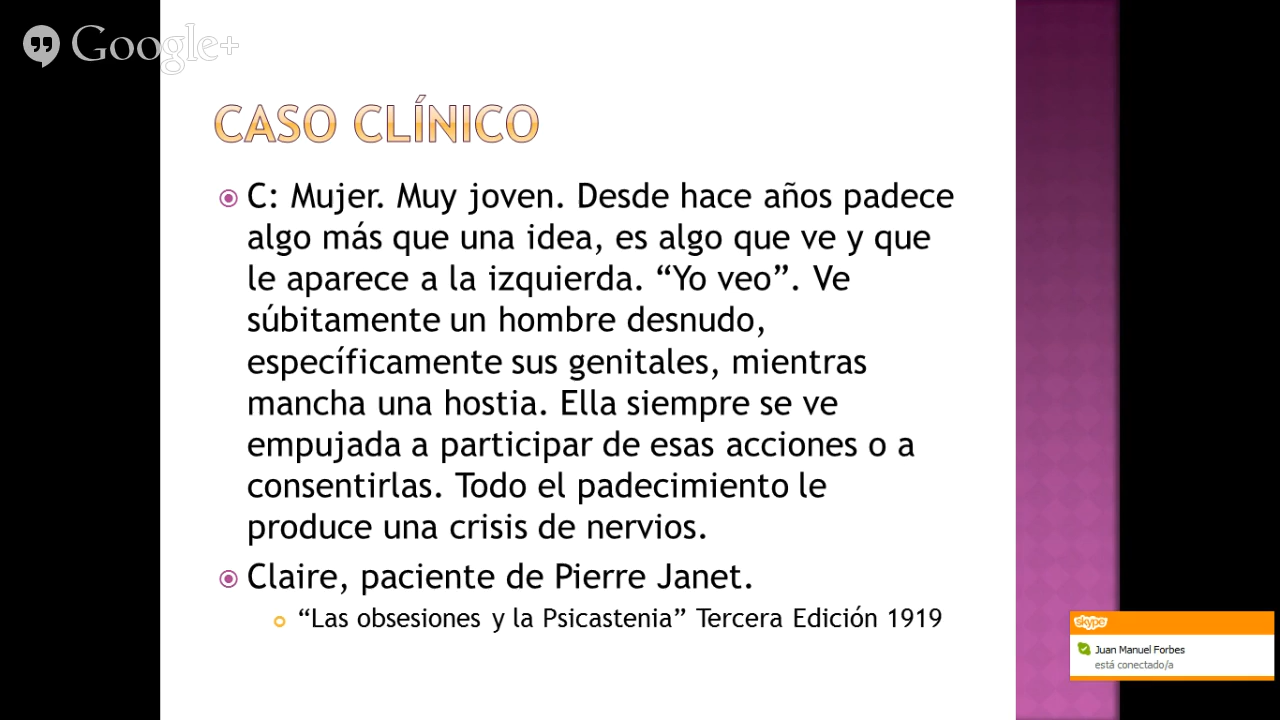 Google+
CASO CLÍNICO
C: Mujer. Muy joven. Desde hace años padece
algo más que una idea, es algo que ve y que
le aparece a la izquierda. “Yo veo”. Ve
súbitamente un hombre desnudo,
específicamente sus genitales, mientras
mancha una hostia. Ella siempre se ve
empujada a participar de esas acciones o a
consentirlas. Todo el padecimiento le
produce una crisis de nervios.
Claire, paciente de Pierre Janet.
“Las obsesiones y la Psicastenia” Tercera Edición 1919
skype
Juan Manuel Forbes
está conectado/a